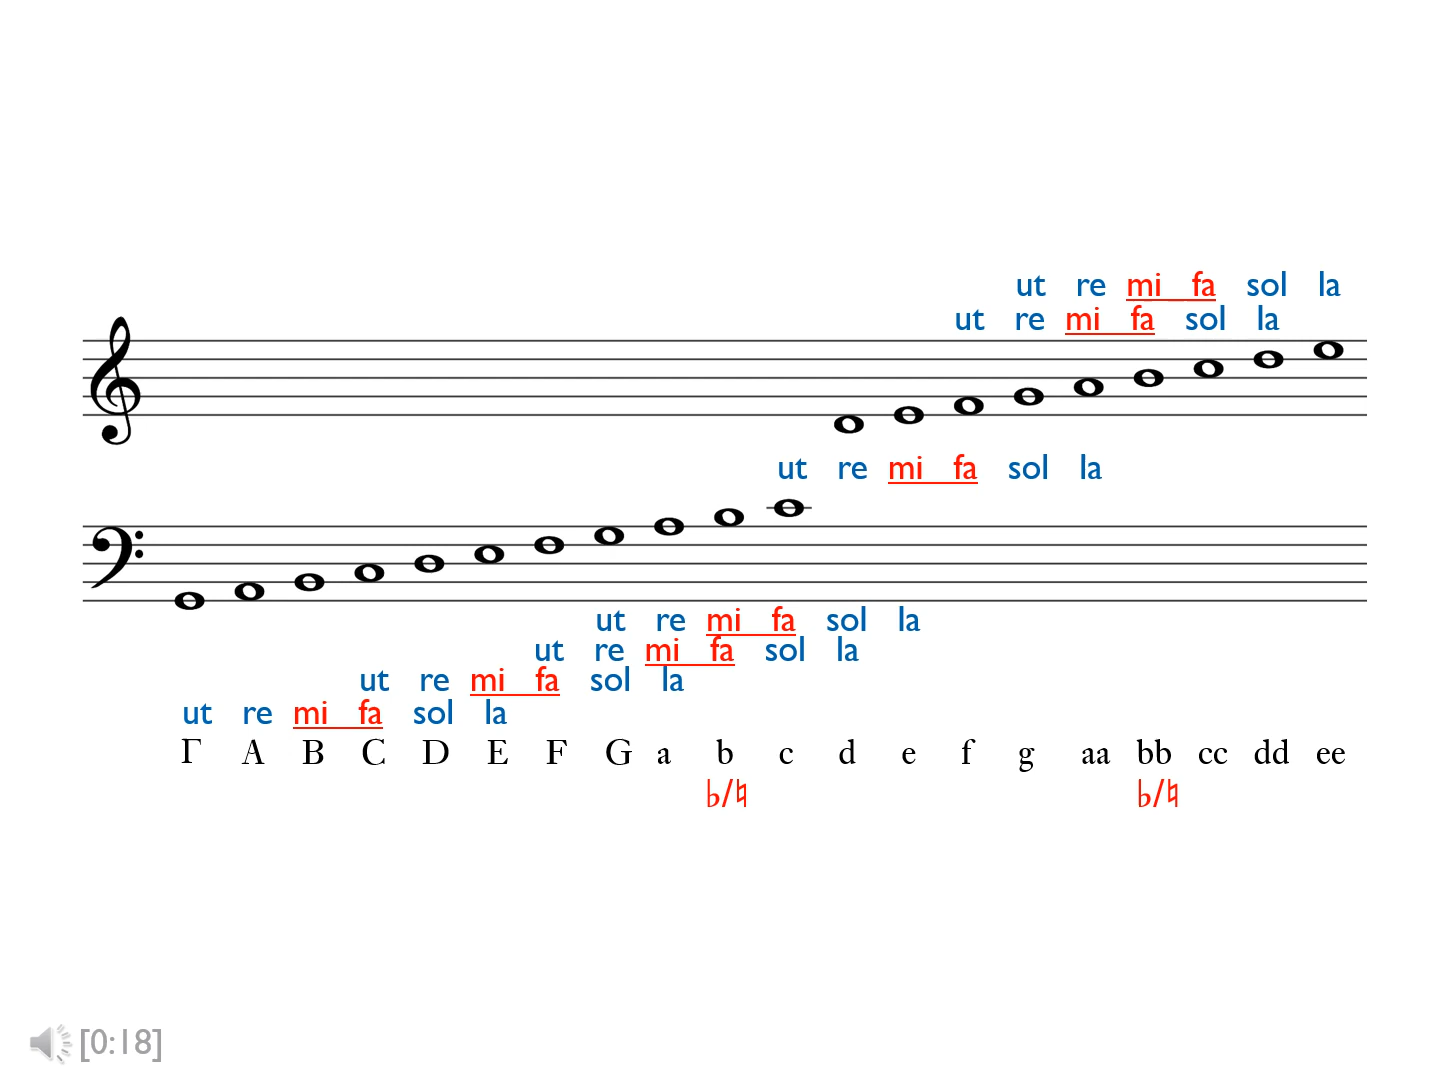 ut re mi fa sol la
ut re mi fa sol la
ut re mi fa sol la
ut re mi fa sol la
ut re mi fa sol la
ut re mi fa sol la
ut re mi fa sol la
Γ A B C D E F G a b c d e f g aa bb cc dd ee
♭/♮ ♭/♮
[0:18]